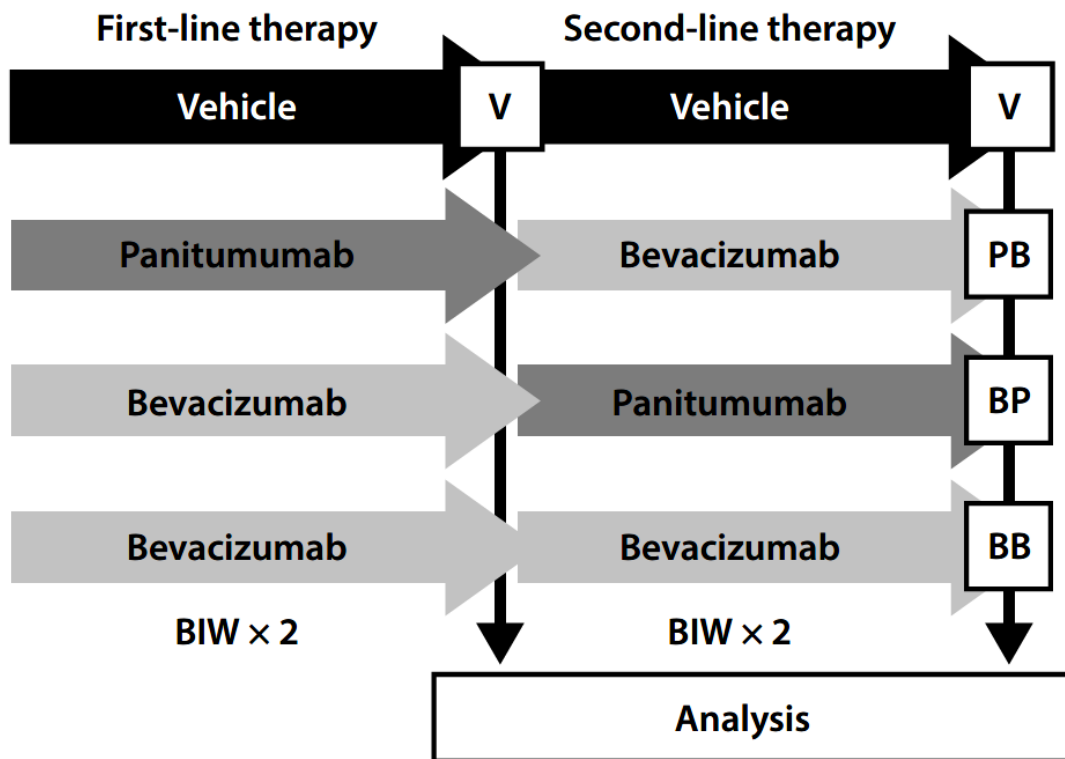 First-line therapy
Second-line therapy
Vehicle
V
Vehicle
V
Panitumumab
Bevacizumab
PB
Bevacizumab
Panitumumab
BP
Bevacizumab
Bevacizumab
BB
BIW × 2
BIW × 2
Analysis